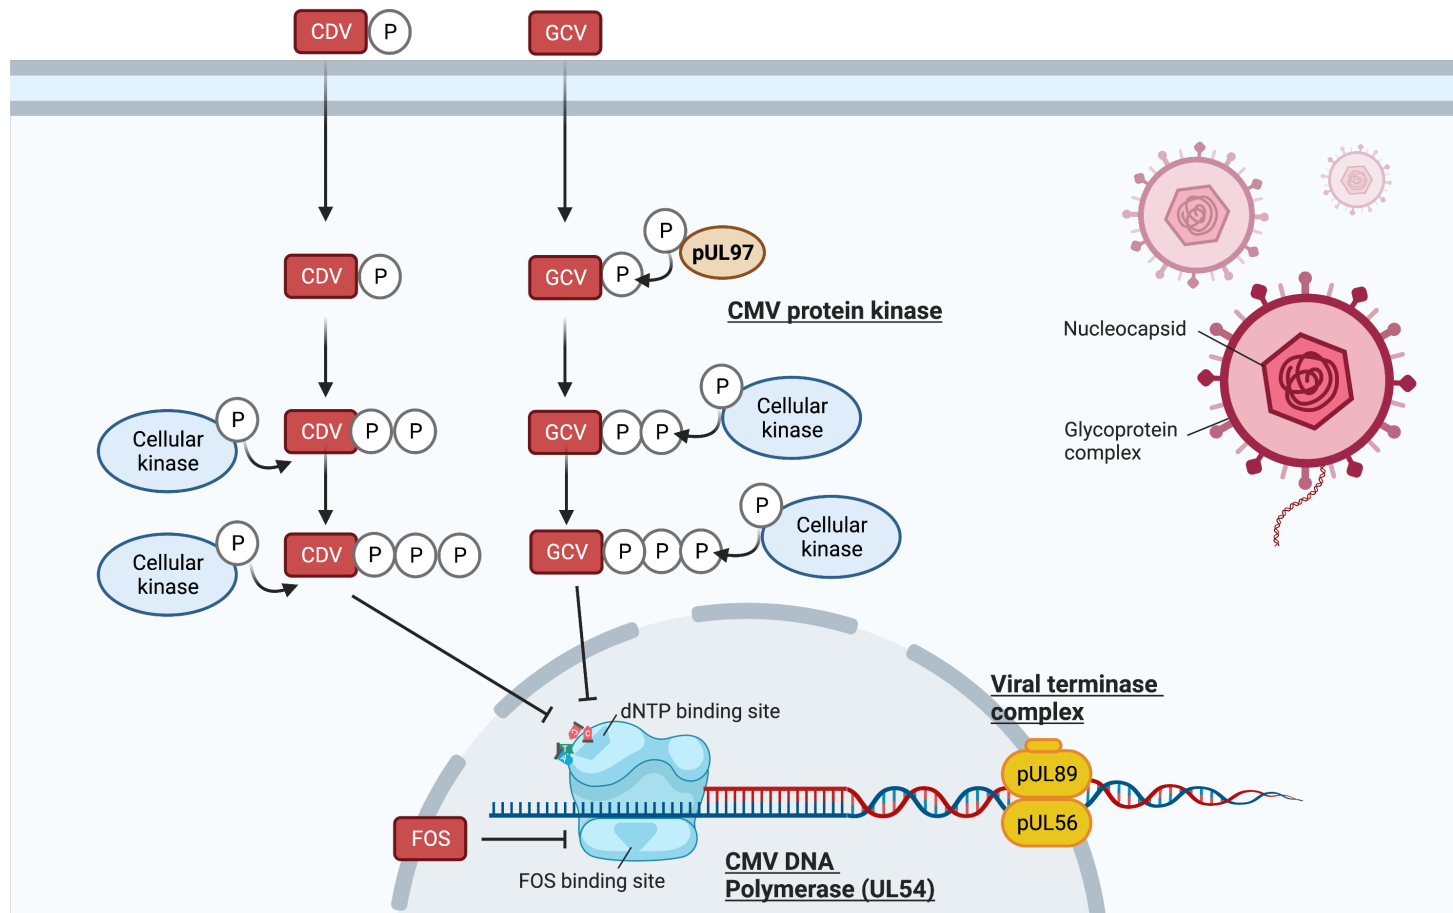 CDV P
GCV
P
pUL97
CDV P
GCV P
CMV protein kinase
Nucleocapsid
P
Cellular
kinase
P
Cellular
kinase
CDV P P
GCV P P
Glycoprotein
complex
P
Cellular
kinase
P
Cellular
kinase
CDV P P P
GCV P P P
Viral terminase
complex
dNTP binding site
C
T
A
pUL89
pUL56
FOS
FOS binding site
CMV DNA
Polymerase (UL54)